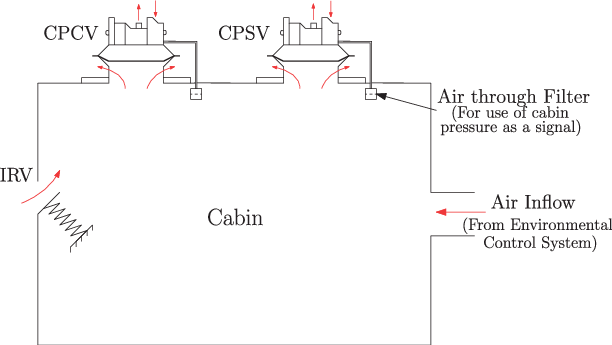 CPCV
CPSV
Air through Filter
(For use of cabin
pressure as a signal)
IRV
Cabin
Air Inflow
(From Environmental
Control System)